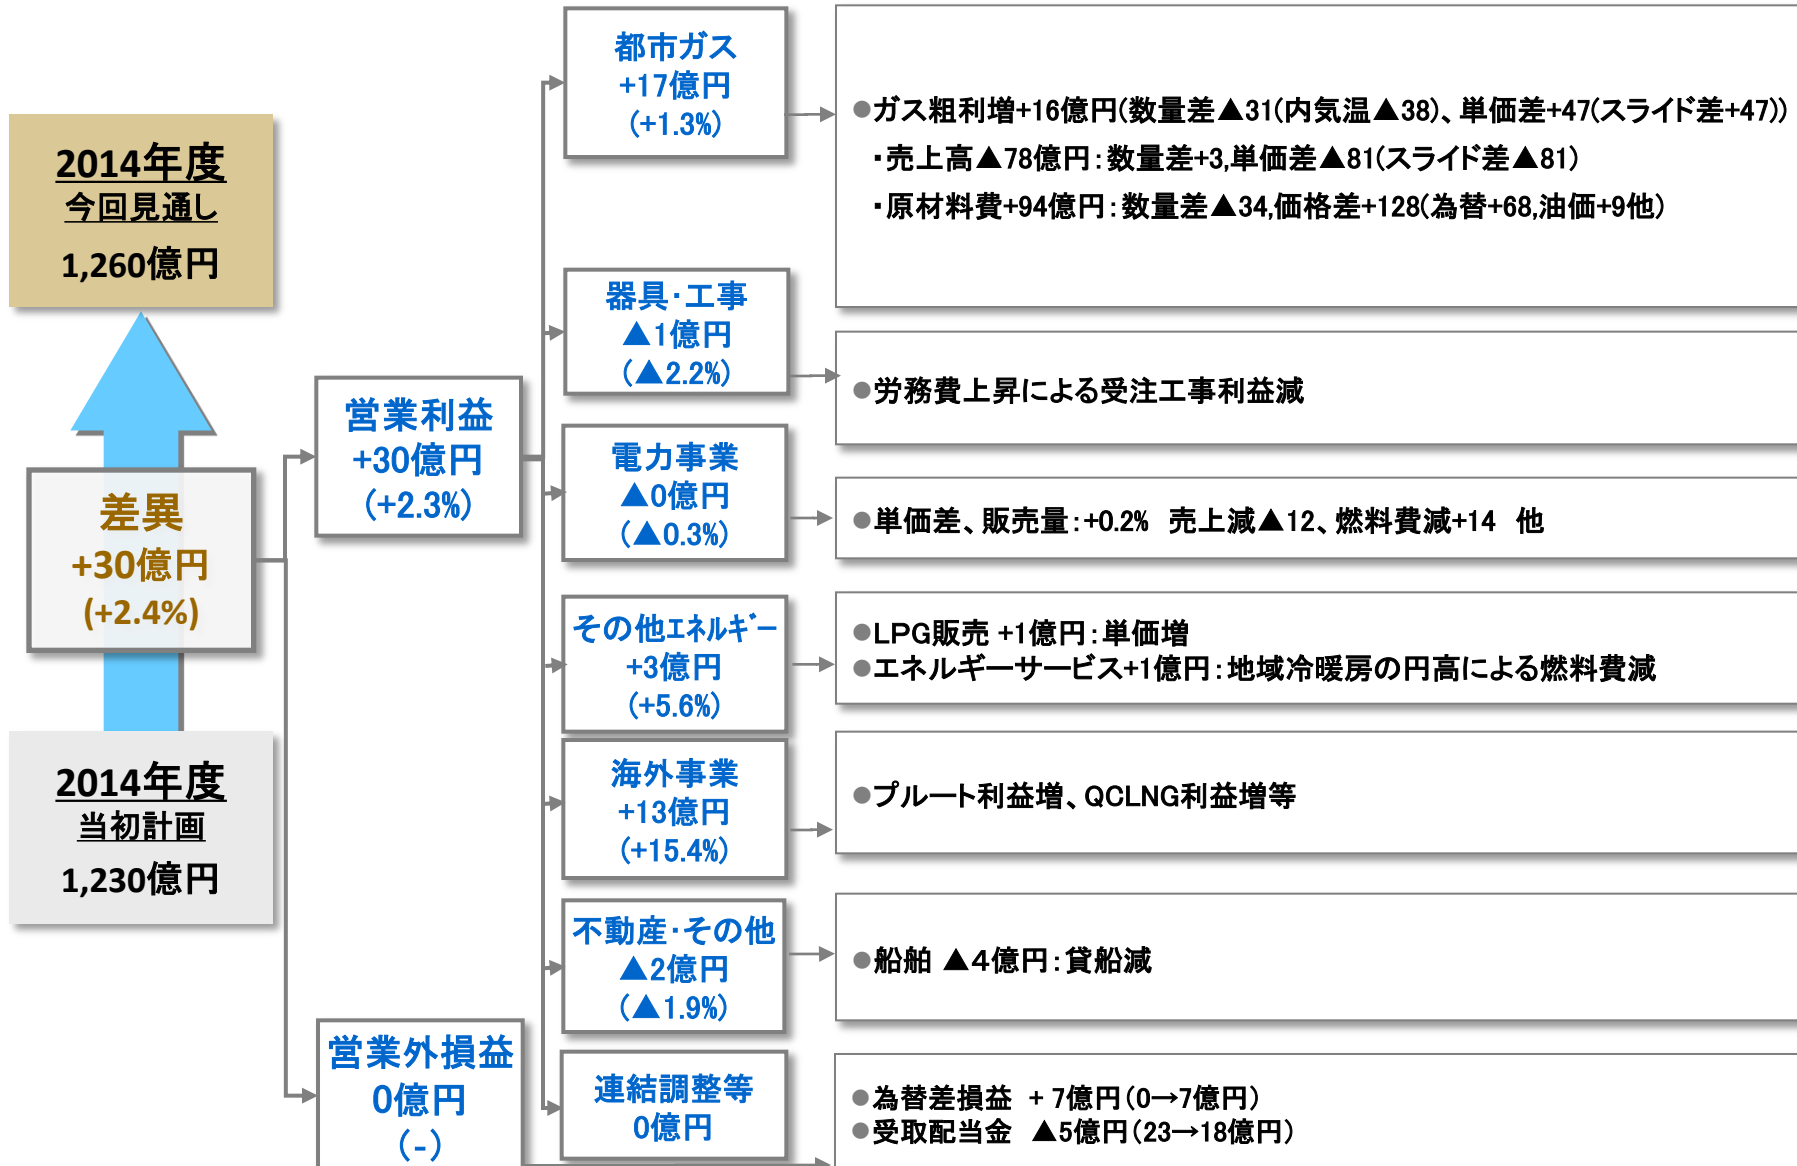 2014年度
今回見通し
1,260億円
差異
+30億円
(+2.4%)
2014年度
当初計画
1,230億円
営業利益
+30億円
(+2.3%)
営業外損益
0億円
(-)
都市ガス
+17億円
(+1.3%)
●ガス粗利増+16億円(数量差▲31(内気温▲38)、単価差+47(スライド差+47))
・売上高▲78億円：数量差+3,単価差▲81(スライド差▲81)
・原材料費+94億円：数量差▲34,価格差+128(為替+68,油価+9他)
器具・工事
▲1億円
(▲2.2%)
●労務費上昇による受注工事利益減
電力事業
▲0億円
(▲0.3%)
●単価差、販売量：+0.2%　売上減▲12、燃料費減+14　他
その他ｴﾈﾙｷﾞｰ
+3億円
(+5.6%)
●LPG販売 +1億円：単価増
●エネルギーサービス+1億円：地域冷暖房の円高による燃料費減
海外事業
+13億円
(+15.4%)
●プルート利益増、QCLNG利益増等
不動産・その他
▲2億円
(▲1.9%)
●船舶 ▲4億円：貸船減
連結調整等
0億円
●為替差損益　+ 7億円（0→7億円）
●受取配当金　▲5億円（23→18億円）